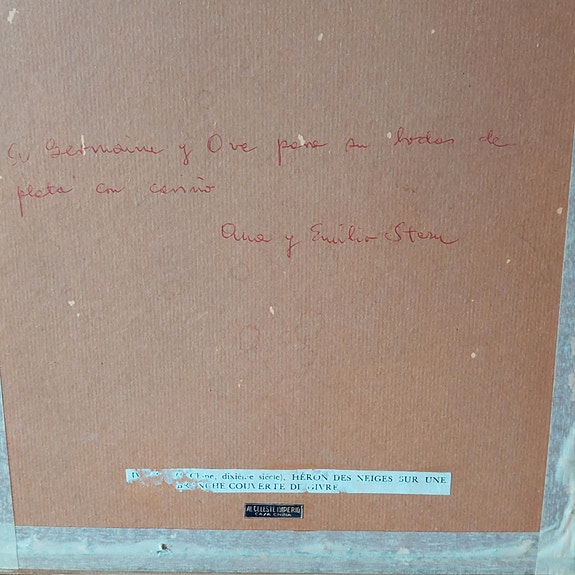 A Germaine y Ove para su bodas de
plata con cariño
Ana y Emilio Stern
(Chine, dixième siècle), HÉRON DES NEIGES SUR UNE
BRANCHE COUVERTE DE GIVRE
AL CELESTE IMPERIO
CASA CHINA